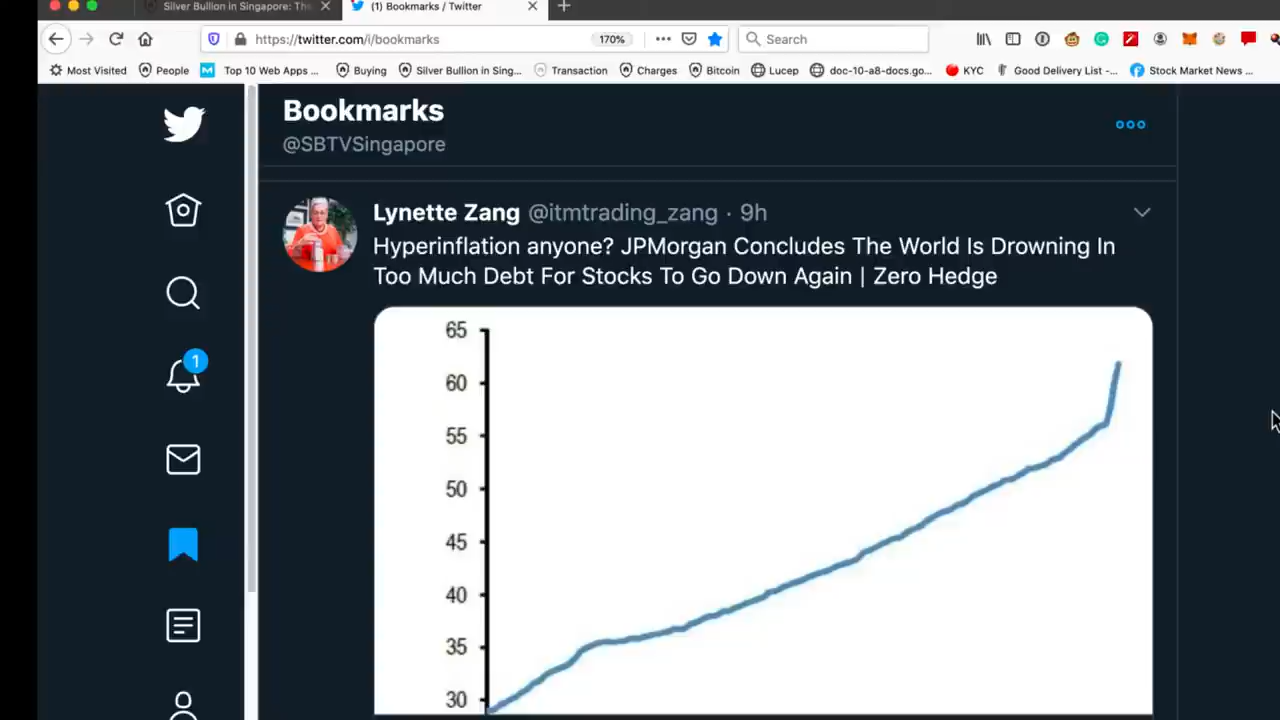 Silver Bullion in Singapore: The
(1) Bookmarks / Twitter
https://twitter.com/i/bookmarks
170%
Search
Most Visited
People
Top 10 Web Apps ...
Buying
Silver Bullion in Sing...
Transaction
Charges
Bitcoin
Lucep
doc-10-a8-docs.go...
KYC
Good Delivery List -...
Stock Market News ...
Bookmarks
@SBTVSingapore
1
Lynette Zang @itmtrading_zang · 9h
Hyperinflation anyone? JPMorgan Concludes The World Is Drowning In
Too Much Debt For Stocks To Go Down Again | Zero Hedge
65
60
55
50
45
40
35
30